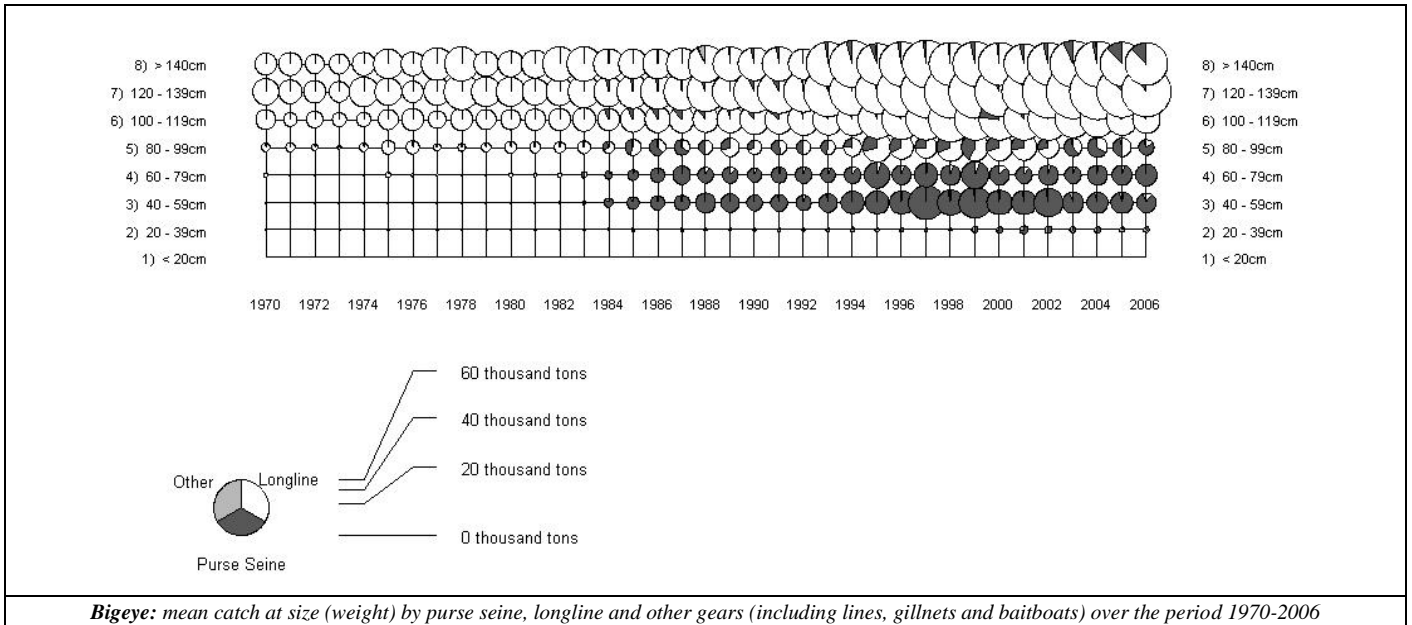 8) > 140cm 8) > 140cm
7) 120 - 139cm 7) 120 - 139cm
6) 100 - 119cm 6) 100 - 119cm
5) 80 - 99cm 5) 80 - 99cm
4) 60 - 79cm 4) 60 - 79cm
3) 40 - 59cm 3) 40 - 59cm
2) 20 - 39cm 2) 20 - 39cm
1) < 20cm 1) < 20cm
1970 1972 1974 1976 1978 1980 1982 1984 1986 1988 1990 1992 1994 1996 1998 2000 2002 2004 2006
60 thousand tons
40 thousand tons
20 thousand tons
Other Longline
0 thousand tons
Purse Seine
Bigeye: mean catch at size (weight) by purse seine, longline and other gears (including lines, gillnets and baitboats) over the period 1970-2006